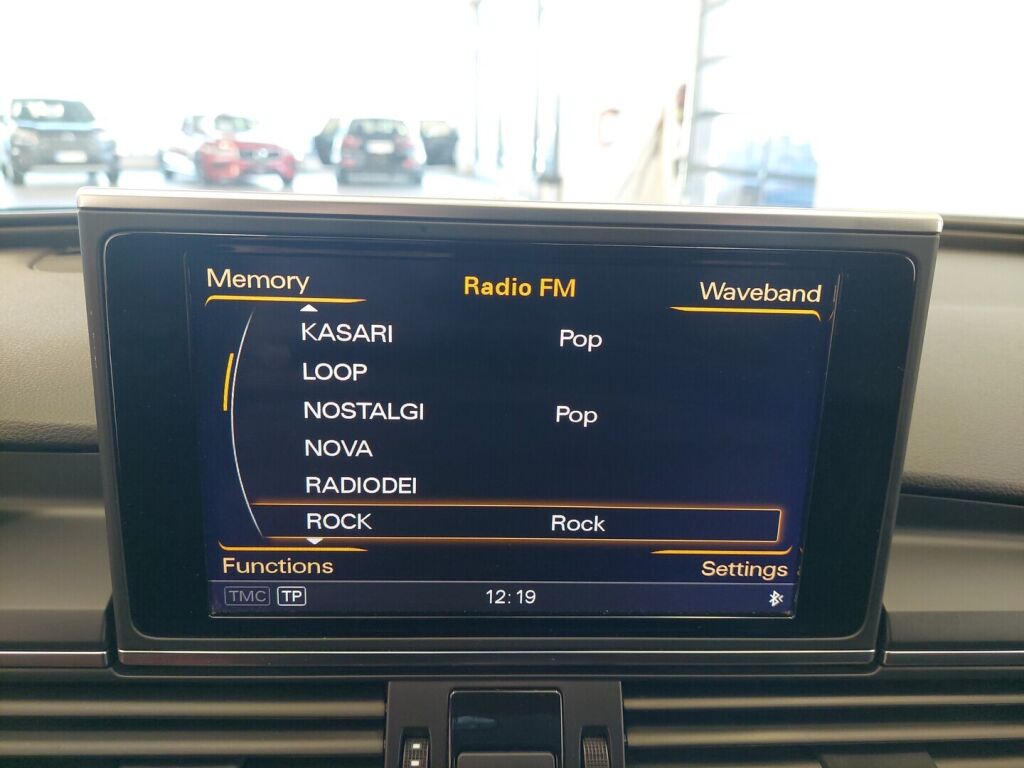 Memory Radio FM Waveband
KASARI Pop
LOOP
NOSTALGI Pop
NOVA
RADIODEI
ROCK Rock
Functions Settings
TMC TP 12:19